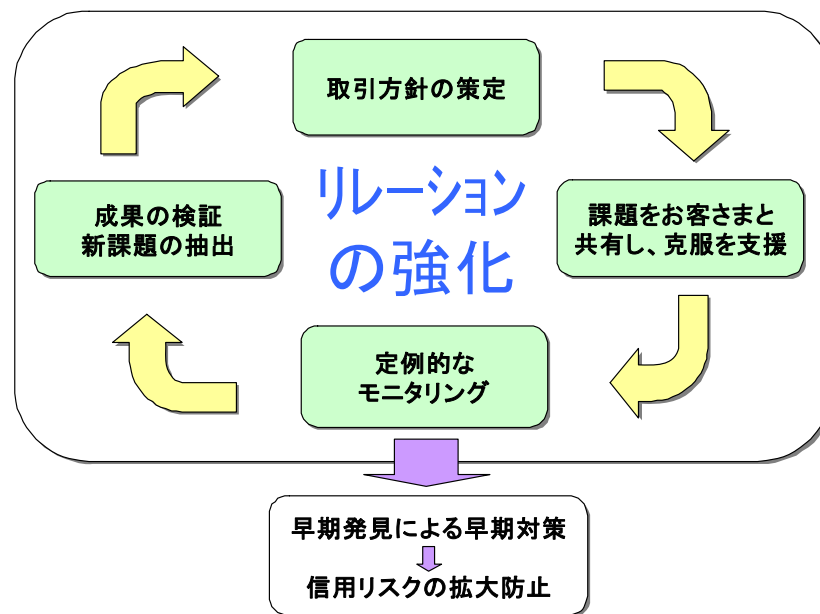 取引方針の策定
リレーション
の強化
課題をお客さまと
共有し、克服を支援
定例的な
モニタリング
成果の検証
新課題の抽出
早期発見による早期対策
信用リスクの拡大防止